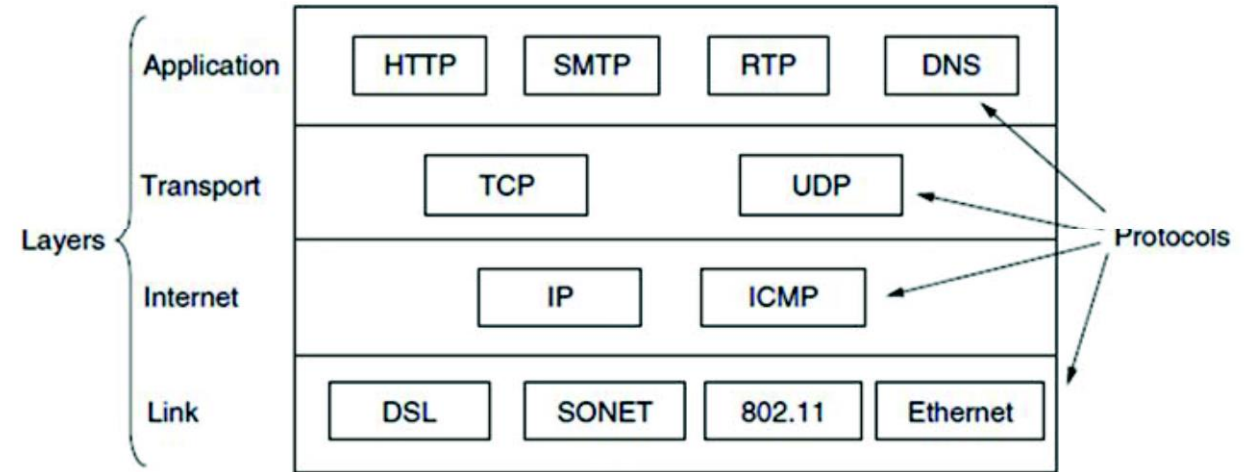 Application HTTP SMTP RTP DNS
Transport TCP UDP
Layers Protocols
Internet IP ICMP
Link DSL SONET 802.11 Ethernet